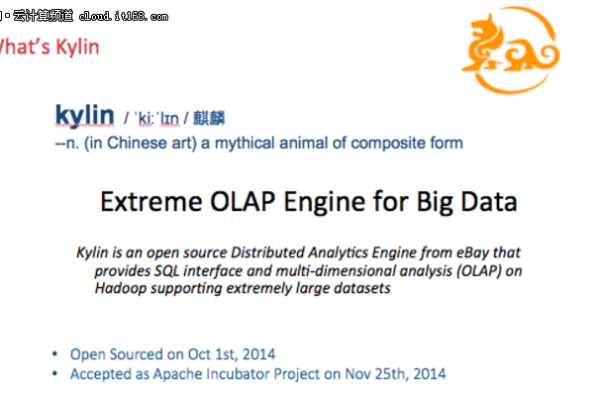 ·云计算频道 cloud.it168.com
What's Kylin
kylin / ˈkiːˈlɪn / 麒麟
--n. (in Chinese art) a mythical animal of composite form
Extreme OLAP Engine for Big Data
Kylin is an open source Distributed Analytics Engine from eBay that
provides SQL interface and multi-dimensional analysis (OLAP) on
Hadoop supporting extremely large datasets
• Open Sourced on Oct 1st, 2014
• Accepted as Apache Incubator Project on Nov 25th, 2014